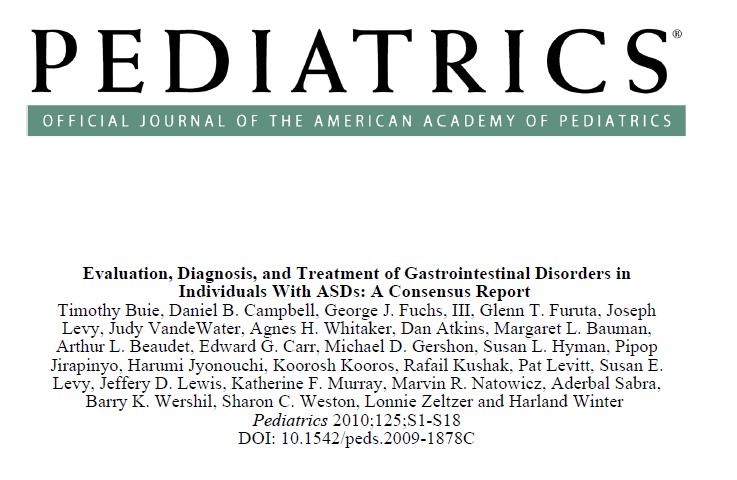 PEDIATRICS®
OFFICIAL JOURNAL OF THE AMERICAN ACADEMY OF PEDIATRICS
Evaluation, Diagnosis, and Treatment of Gastrointestinal Disorders in
Individuals With ASDs: A Consensus Report
Timothy Buie, Daniel B. Campbell, George J. Fuchs, III, Glenn T. Furuta, Joseph
Levy, Judy VandeWater, Agnes H. Whitaker, Dan Atkins, Margaret L. Bauman,
Arthur L. Beaudet, Edward G. Carr, Michael D. Gershon, Susan L. Hyman, Pipop
Jirapinyo, Harumi Jyonouchi, Koorosh Kooros, Rafail Kushak, Pat Levitt, Susan E.
Levy, Jeffery D. Lewis, Katherine F. Murray, Marvin R. Natowicz, Aderbal Sabra,
Barry K. Wershil, Sharon C. Weston, Lonnie Zeltzer and Harland Winter
Pediatrics 2010;125;S1-S18
DOI: 10.1542/peds.2009-1878C